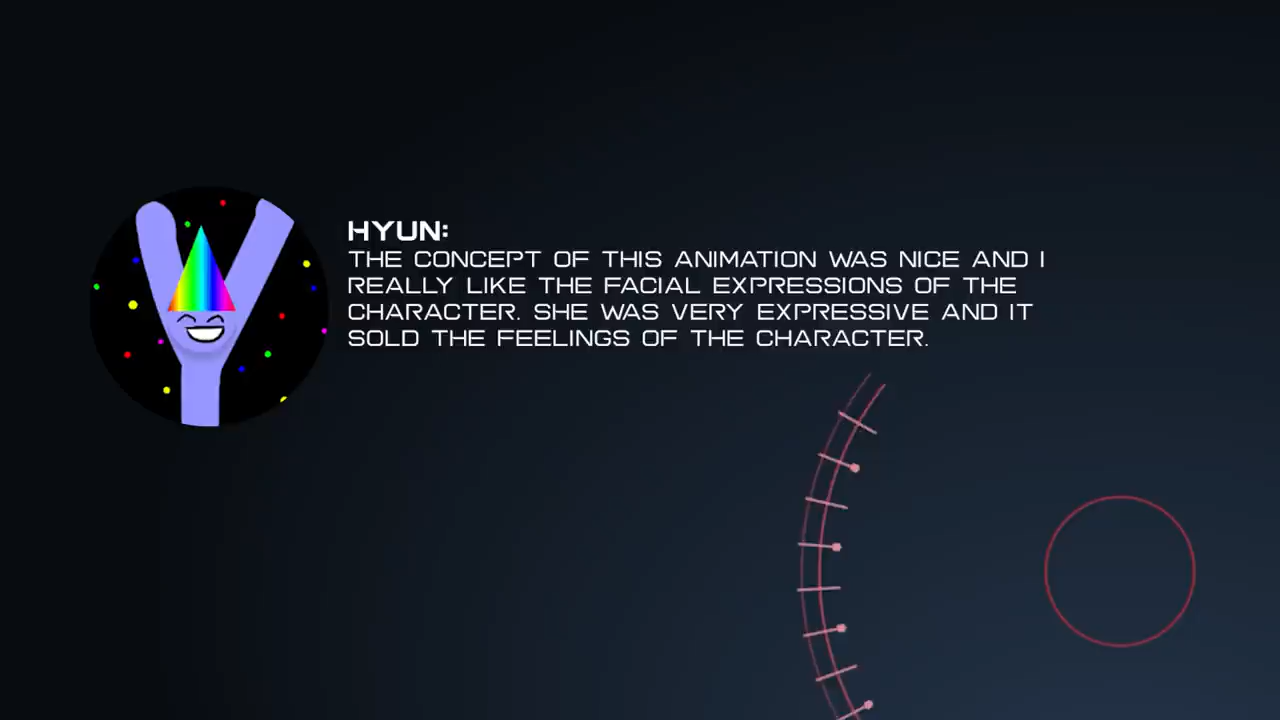 HYUN:
THE CONCEPT OF THIS ANIMATION WAS NICE AND I
REALLY LIKE THE FACIAL EXPRESSIONS OF THE
CHARACTER. SHE WAS VERY EXPRESSIVE AND IT
SOLD THE FEELINGS OF THE CHARACTER.